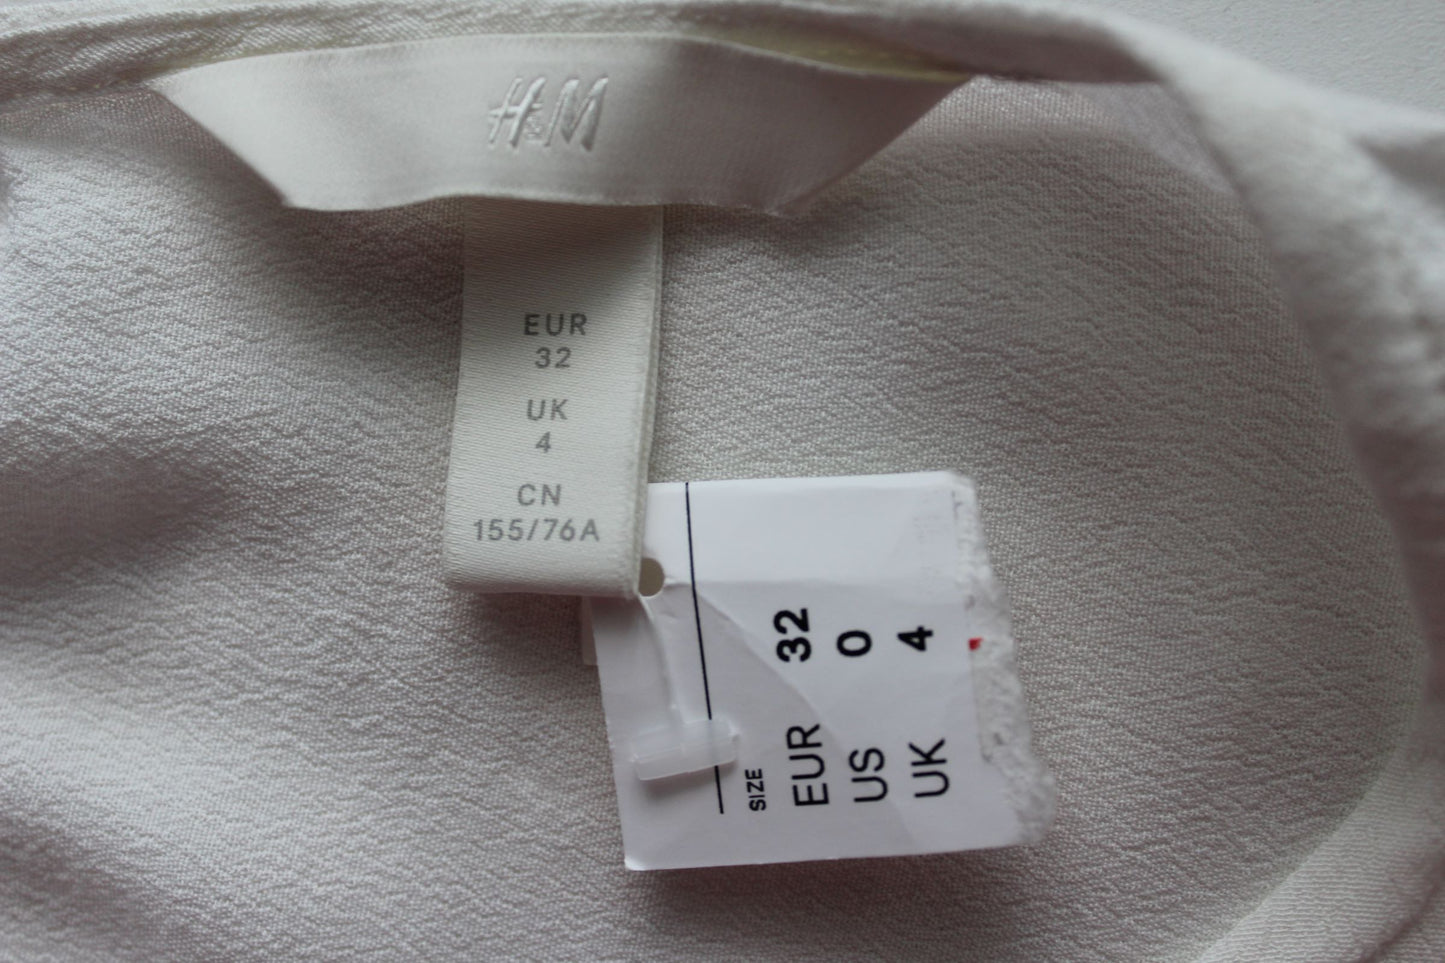 H&M
EUR
32
UK
4
CN
155/76A
SIZE
EUR 32
US 0
UK 4